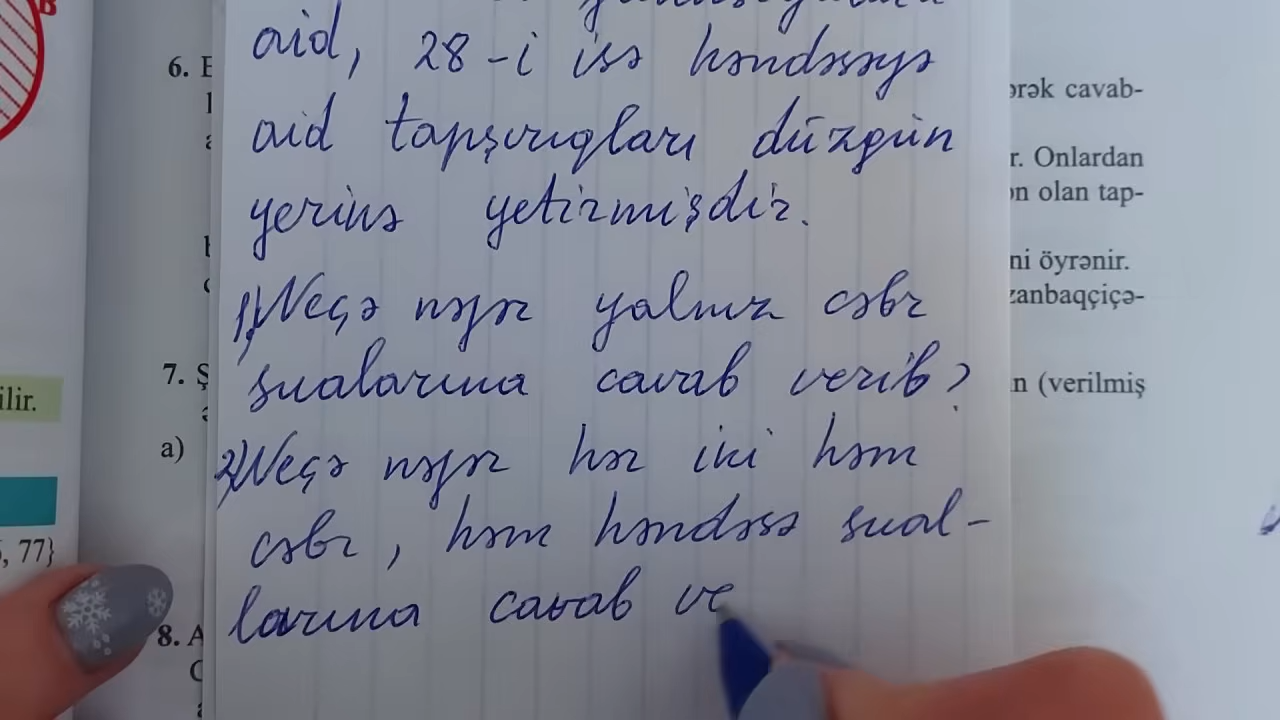 B
aid, 28-i isə həndəsəyə
aid tapşırıqları düzgün
yerinə yetirmişdir.
1) Neçə nəfər yalnız cəbr
sualarına cavab verib?
2) Neçə nəfər hər iki həm
cəbr, həm həndəsə sual-
larına cavab ve
6. E
ərək cavab-
r. Onlardan
ən olan tap-
ni öyrənir.
zanbaqçiçə-
7. Ş
n (verilmiş
ilir.
a)
, 77}
8. A